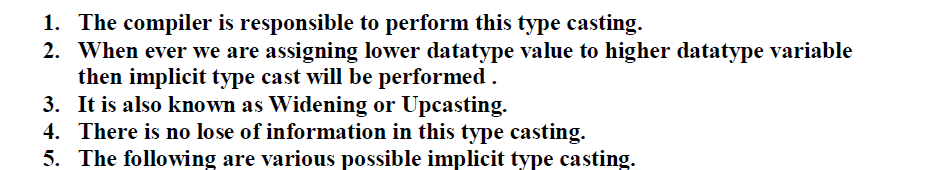 1. The compiler is responsible to perform this type casting.
2. When ever we are assigning lower datatype value to higher datatype variable
then implicit type cast will be performed .
3. It is also known as Widening or Upcasting.
4. There is no lose of information in this type casting.
5. The following are various possible implicit type casting.